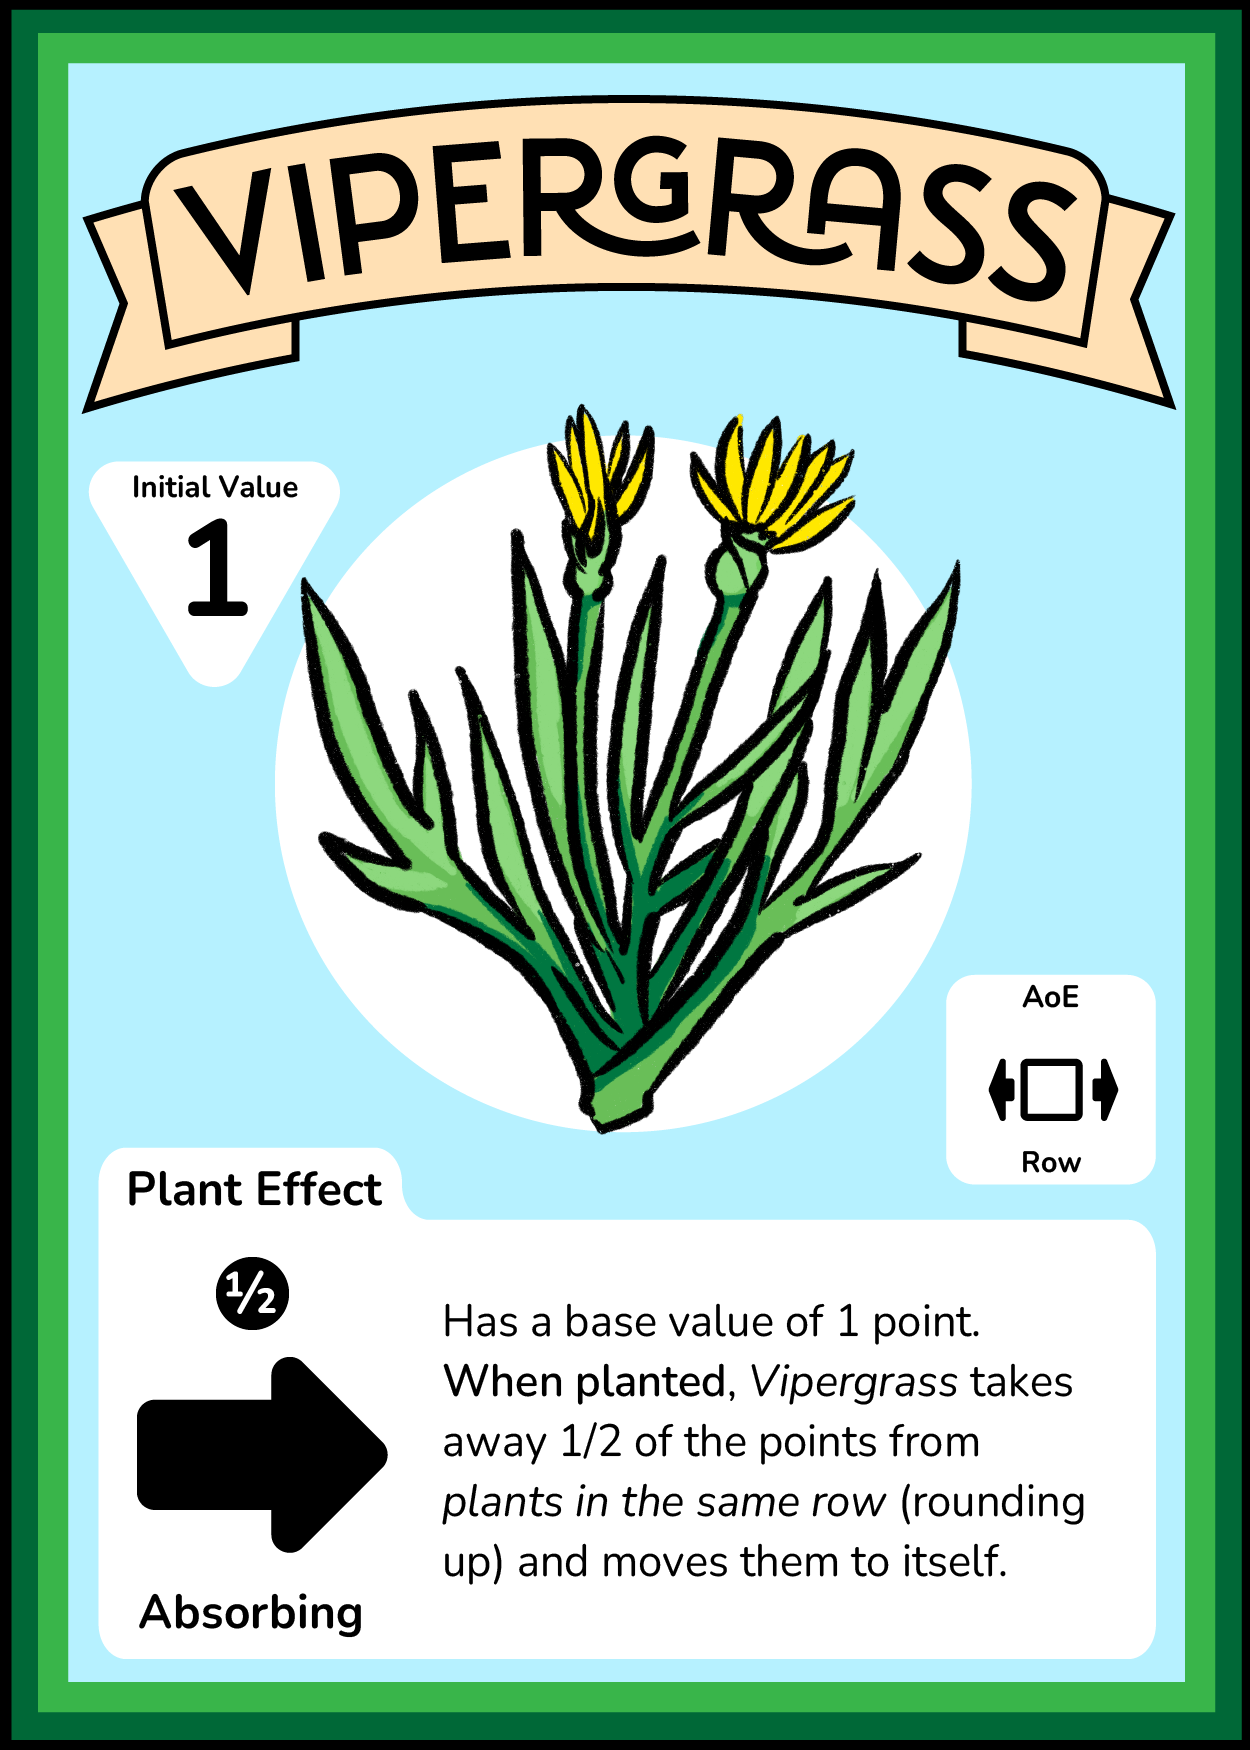 VIPERGRASS
Initial Value
1
AoE
Row
Plant Effect
½
Absorbing
Has a base value of 1 point.
When planted, Vipergrass takes
away 1/2 of the points from
plants in the same row (rounding
up) and moves them to itself.